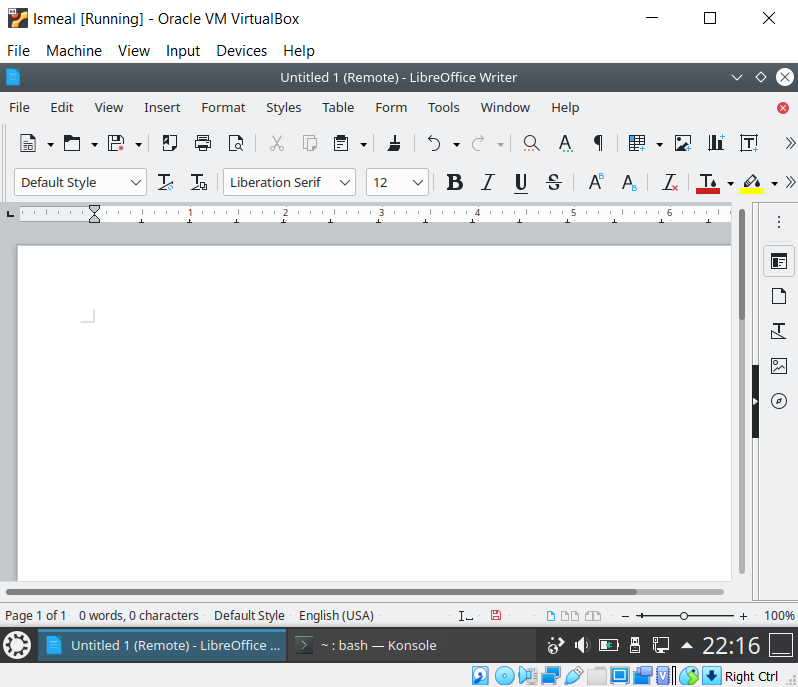 Ismeal [Running] - Oracle VM VirtualBox
File Machine View Input Devices Help
Untitled 1 (Remote) - LibreOffice Writer
File Edit View Insert Format Styles Table Form Tools Window Help
Default Style Liberation Serif 12 B I U S
1 2 3 4 5 6
Page 1 of 1 0 words, 0 characters Default Style English (USA) 100%
Untitled 1 (Remote) - LibreOffice ... ~ : bash — Konsole 22:16
Right Ctrl